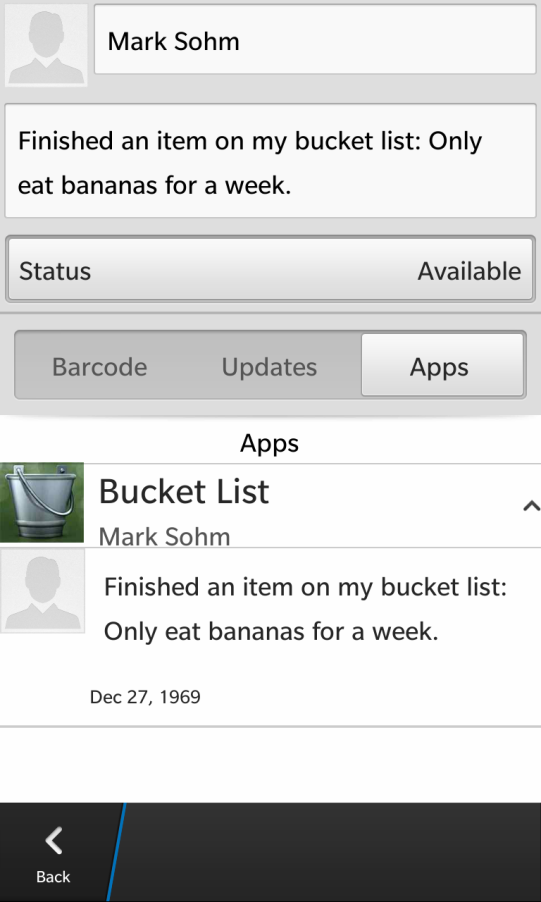 Mark Sohm
Finished an item on my bucket list: Only
eat bananas for a week.
Status Available
Barcode Updates Apps
Apps
Bucket List
Mark Sohm
Finished an item on my bucket list:
Only eat bananas for a week.
Dec 27, 1969
Back